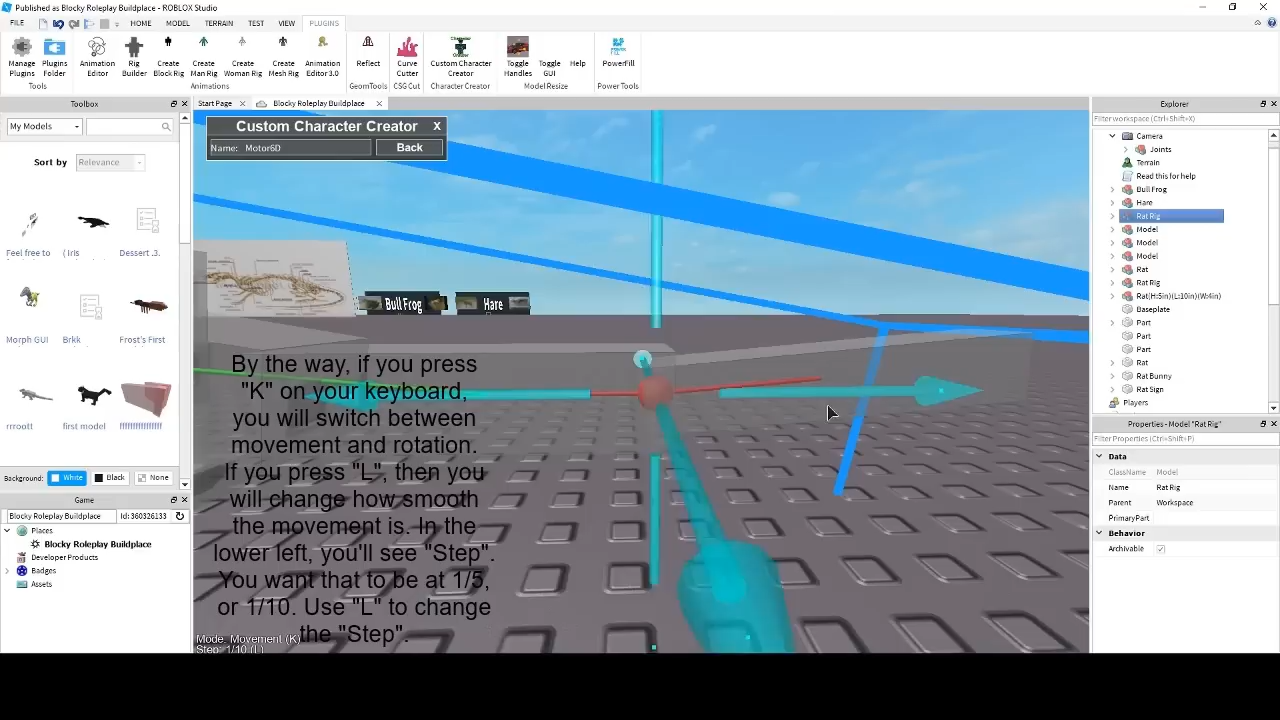 Published as Blocky Roleplay Buildplace - ROBLOX Studio
FILE HOME MODEL TERRAIN TEST VIEW PLUGINS
Manage Plugins
Plugins Folder
Animation Editor
Rig Builder
Create Block Rig
Create Man Rig
Create Woman Rig
Create Mesh Rig
Animation Editor 3.0
Reflect
Curve Cutter
Custom Character Creator
Toggle Handles
Toggle GUI
Help
PowerFill
Tools Animations GeomTools CSG Cut Character Creator Model Resize Power Tools
Toolbox
My Models
Sort by Relevance
Feel free to ( Iris Dessert .3.
Morph GUI Brkk Frost's First
rrroott first model ffffffffffffffff
Background: White Black None
Game
Blocky Roleplay Buildplace Id: 360326133
Places
Blocky Roleplay Buildplace
Developer Products
Badges
Assets
Start Page Blocky Roleplay Buildplace
Custom Character Creator X
Name: Motor6D Back
Bull Frog Hare
By the way, if you press
"K" on your keyboard,
you will switch between
movement and rotation.
If you press "L", then you
will change how smooth
the movement is. In the
lower left, you'll see "Step".
You want that to be at 1/5,
or 1/10. Use "L" to change
the "Step".
Mode: Movement (K)
Step: 1/10 (L)
Explorer
Filter workspace (Ctrl+Shift+X)
Camera
Joints
Terrain
Read this for help
Bull Frog
Hare
Rat Rig
Model
Model
Model
Rat
Rat Rig
Rat(H:5in)(L:10in)(W:4in)
Baseplate
Part
Part
Part
Rat
Rat Bunny
Rat Sign
Players
Properties - Model "Rat Rig"
Filter Properties (Ctrl+Shift+P)
Data
ClassName Model
Name Rat Rig
Parent Workspace
PrimaryPart
Behavior
Archivable